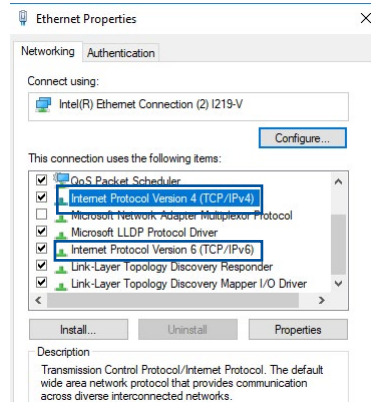 Ethernet Properties
Networking Authentication
Connect using:
Intel(R) Ethernet Connection (2) I219-V
Configure...
This connection uses the following items:
QoS Packet Scheduler
Internet Protocol Version 4 (TCP/IPv4)
Microsoft Network Adapter Multiplexor Protocol
Microsoft LLDP Protocol Driver
Internet Protocol Version 6 (TCP/IPv6)
Link-Layer Topology Discovery Responder
Link-Layer Topology Discovery Mapper I/O Driver
Install... Uninstall Properties
Description
Transmission Control Protocol/Internet Protocol. The default
wide area network protocol that provides communication
across diverse interconnected networks.